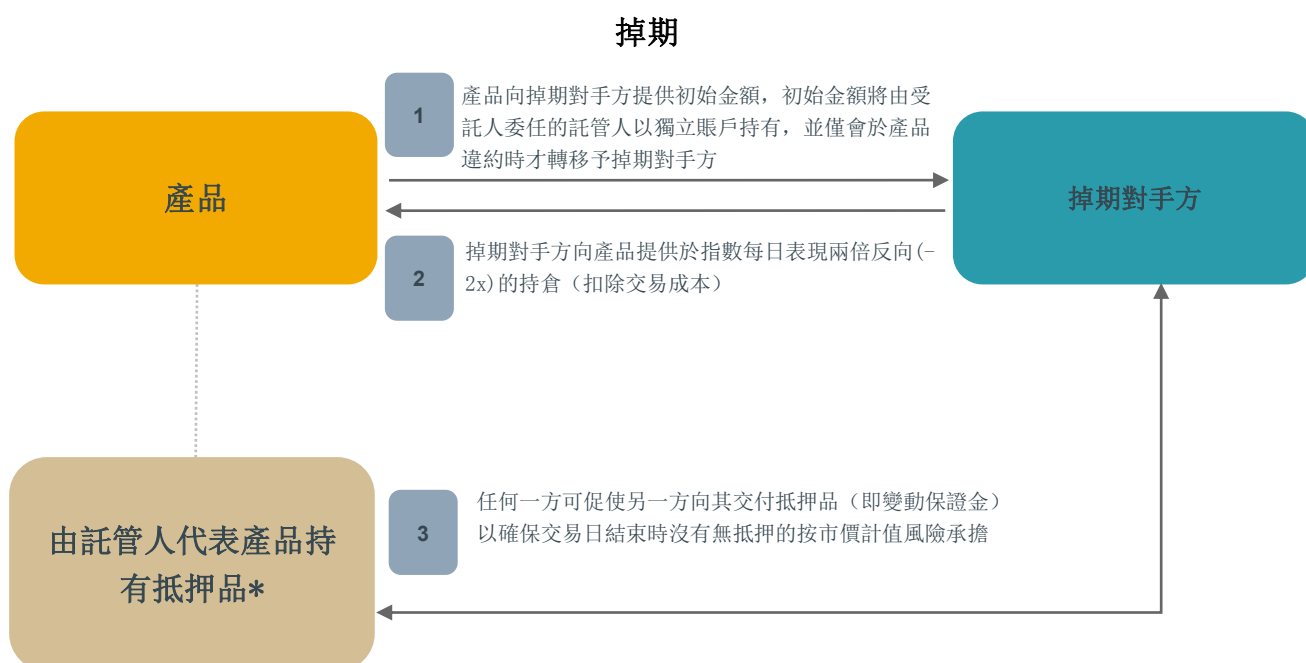 掉期
1
產品向掉期對手方提供初始金額，初始金額將由受
託人委任的託管人以獨立賬戶持有，並僅會於產品
違約時才轉移予掉期對手方
產品
掉期對手方
2
掉期對手方向產品提供於指數每日表現兩倍反向(-
2x)的持倉（扣除交易成本）
由託管人代表產品持
有抵押品*
3
任何一方可促使另一方向其交付抵押品（即變動保證金）
以確保交易日結束時沒有無抵押的按市價計值風險承擔